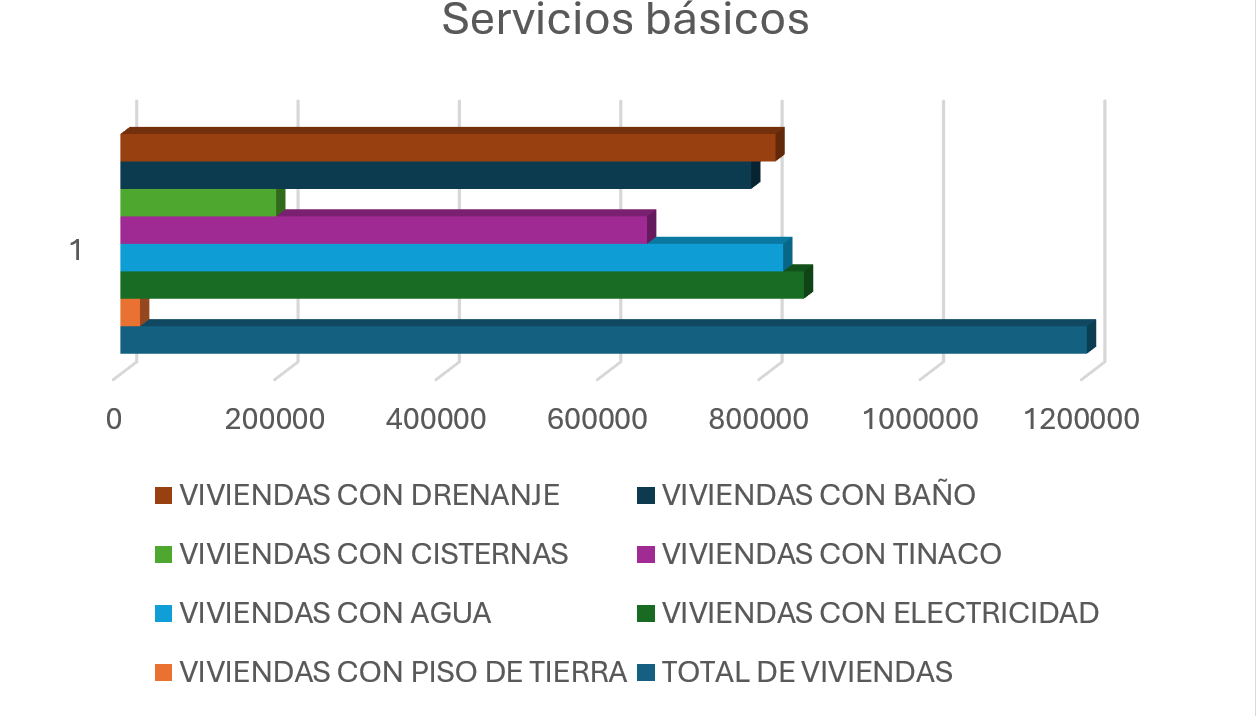 Servicios básicos
1
0 200000 400000 600000 800000 1000000 1200000
VIVIENDAS CON DRENANJE VIVIENDAS CON BAÑO
VIVIENDAS CON CISTERNAS VIVIENDAS CON TINACO
VIVIENDAS CON AGUA VIVIENDAS CON ELECTRICIDAD
VIVIENDAS CON PISO DE TIERRA TOTAL DE VIVIENDAS